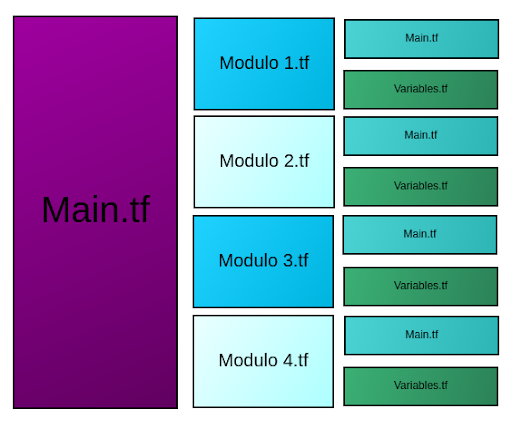 Main.tf
Modulo 1.tf
Main.tf
Variables.tf
Modulo 2.tf
Main.tf
Variables.tf
Modulo 3.tf
Main.tf
Variables.tf
Modulo 4.tf
Main.tf
Variables.tf